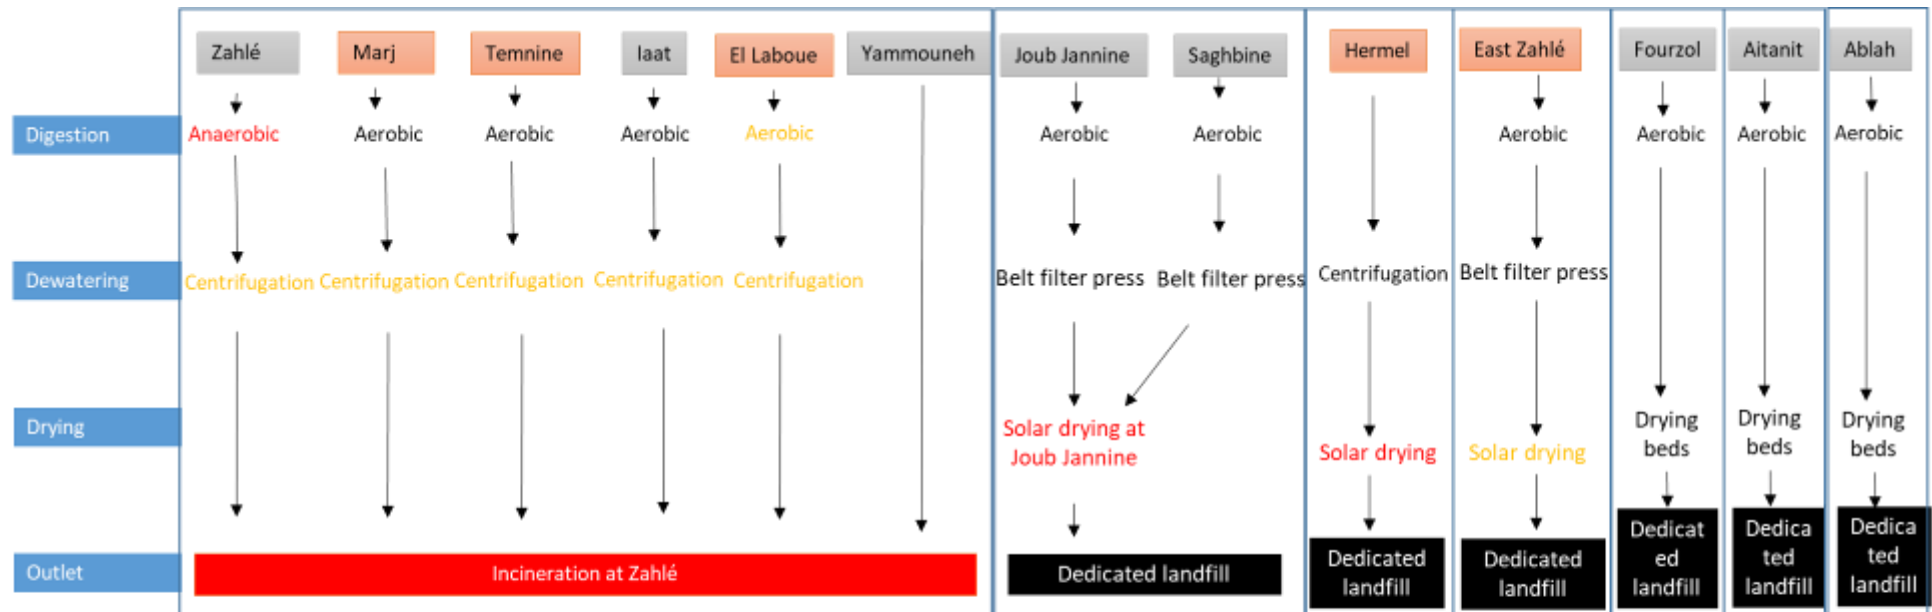 Zahlé Marj Temnine Iaat El Laboue Yammouneh Joub Jannine Saghbine Hermel East Zahlé Fourzol Aitanit Ablah
Digestion Anaerobic Aerobic Aerobic Aerobic Aerobic Aerobic Aerobic Aerobic Aerobic Aerobic Aerobic
Dewatering Centrifugation Centrifugation Centrifugation Centrifugation Centrifugation Belt filter press Belt filter press Centrifugation Belt filter press
Drying
Solar drying at
Joub Jannine
Solar drying
Solar drying
Drying
beds
Drying
beds
Drying
beds
Outlet
Incineration at Zahlé
Dedicated landfill
Dedicated
landfill
Dedicated
landfill
Dedicat
ed
landfill
Dedica
ted
landfill
Dedica
ted
landfill